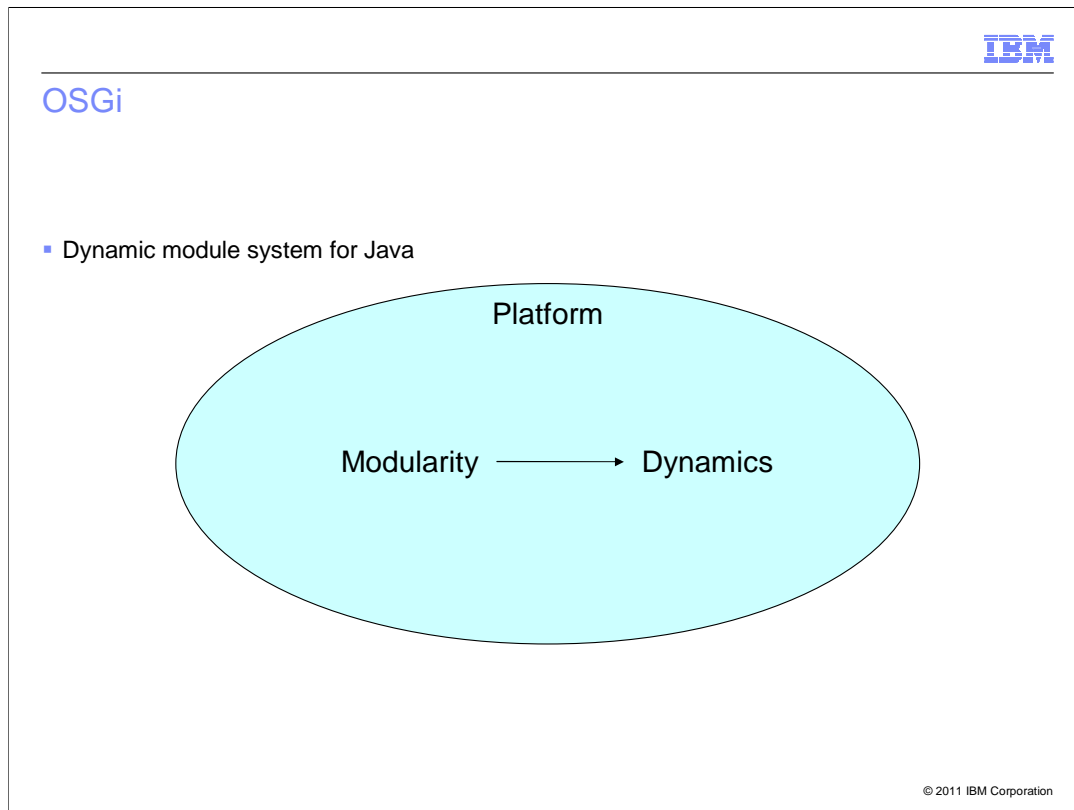 IBM
OSGi
▪ Dynamic module system for Java
Platform
Modularity
Dynamics
© 2011 IBM Corporation